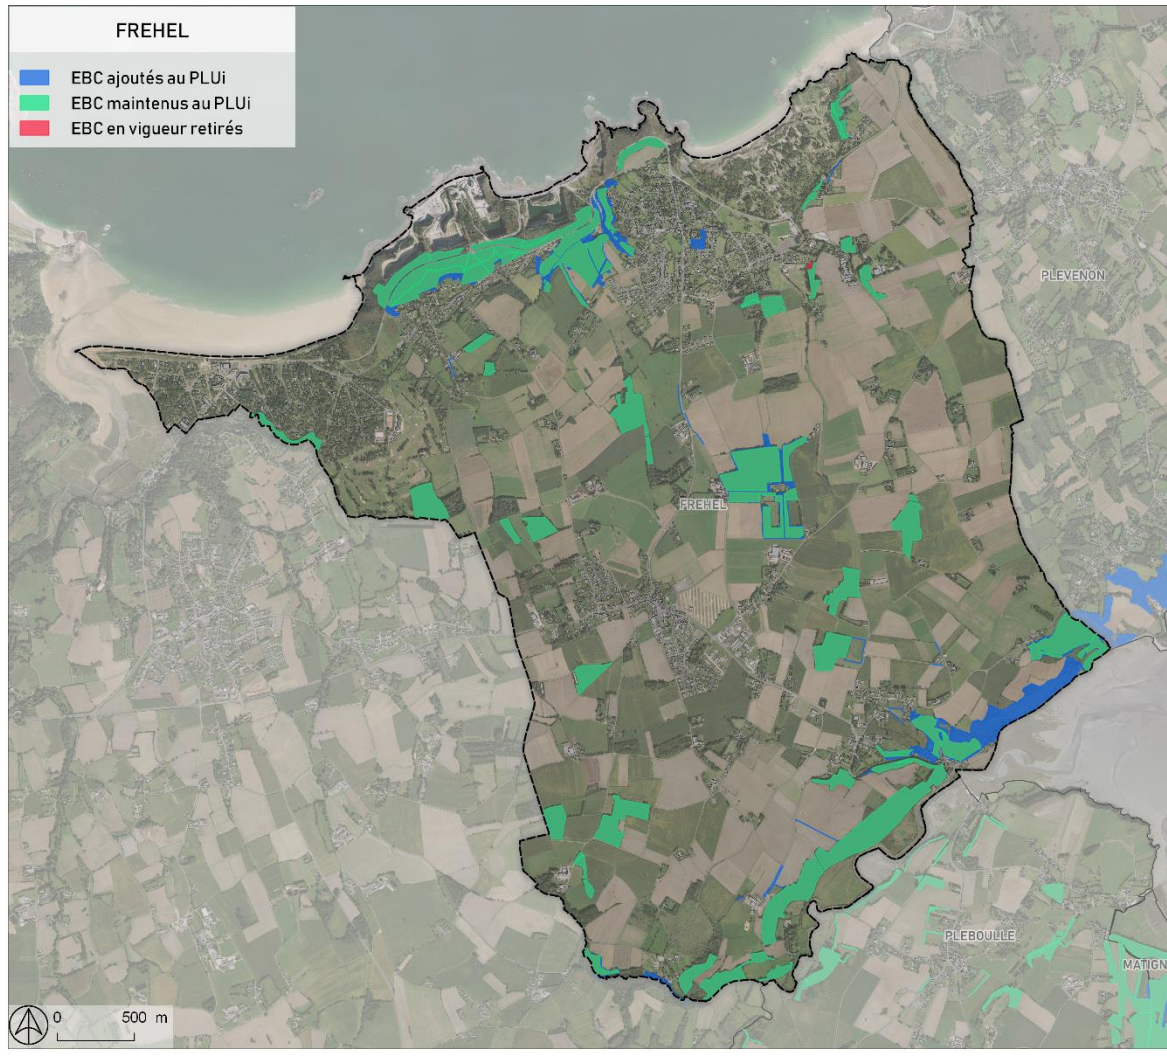 FREHEL
EBC ajoutés au PLUi
EBC maintenus au PLUi
EBC en vigueur retirés
PLEVENON
FREHEL
PLEBOULLE
MATIGN
0 500 m